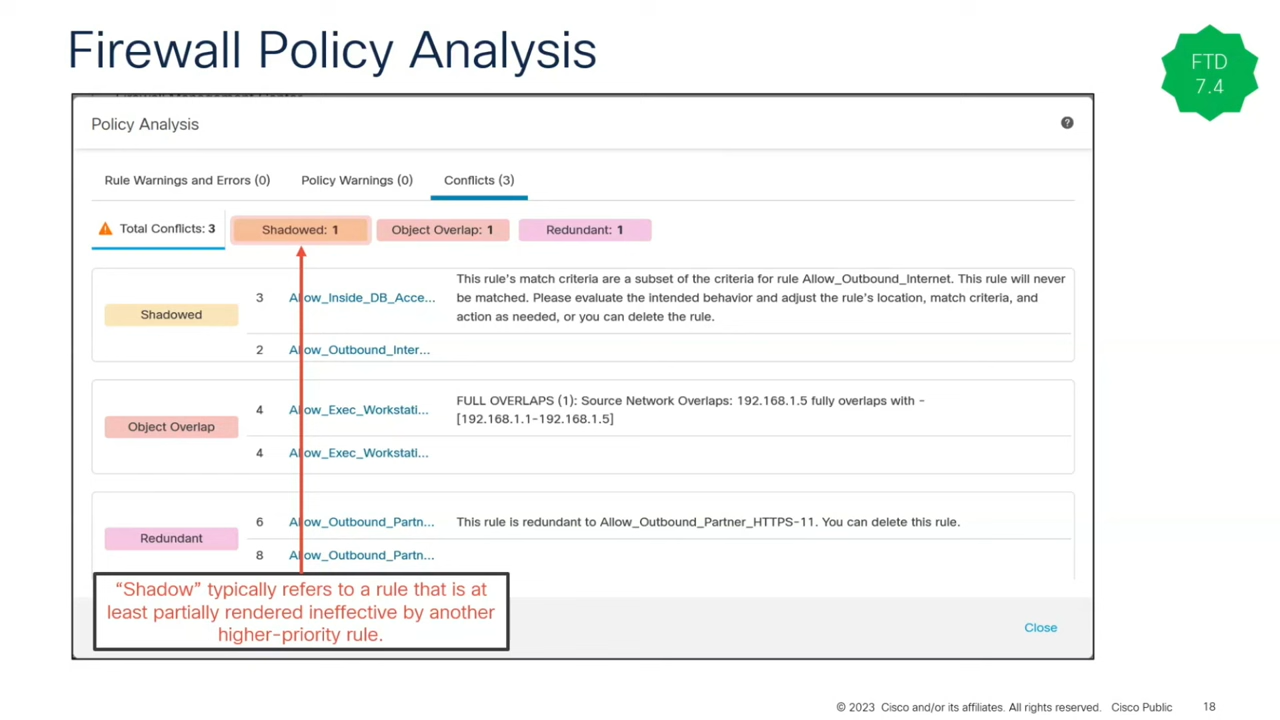 Firewall Policy Analysis
FTD
7.4
Firewall Management Center
Policy Analysis
?
Rule Warnings and Errors (0) Policy Warnings (0) Conflicts (3)
Total Conflicts: 3 Shadowed: 1 Object Overlap: 1 Redundant: 1
Shadowed
3 Allow_Inside_DB_Acce...
This rule's match criteria are a subset of the criteria for rule Allow_Outbound_Internet. This rule will never
be matched. Please evaluate the intended behavior and adjust the rule's location, match criteria, and
action as needed, or you can delete the rule.
2 Allow_Outbound_Inter...
Object Overlap
4 Allow_Exec_Workstati...
FULL OVERLAPS (1): Source Network Overlaps: 192.168.1.5 fully overlaps with -
[192.168.1.1-192.168.1.5]
4 Allow_Exec_Workstati...
Redundant
6 Allow_Outbound_Partn... This rule is redundant to Allow_Outbound_Partner_HTTPS-11. You can delete this rule.
8 Allow_Outbound_Partn...
“Shadow” typically refers to a rule that is at
least partially rendered ineffective by another
higher-priority rule.
Close
© 2023 Cisco and/or its affiliates. All rights reserved. Cisco Public 18